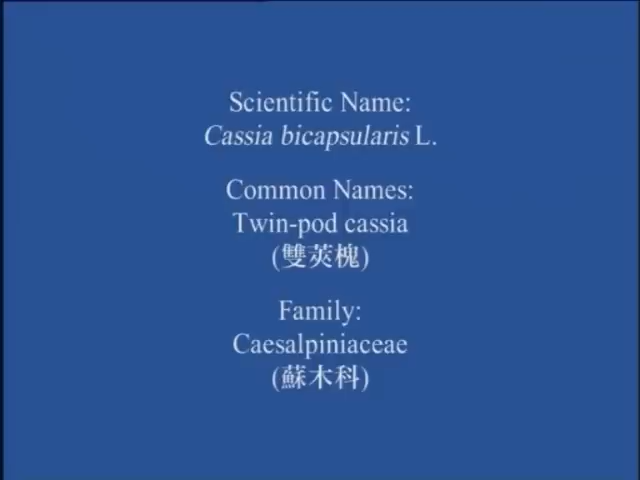 Scientific Name:
Cassia bicapsularis L.
Common Names:
Twin-pod cassia
(雙莢槐)
Family:
Caesalpiniaceae
(蘇木科)